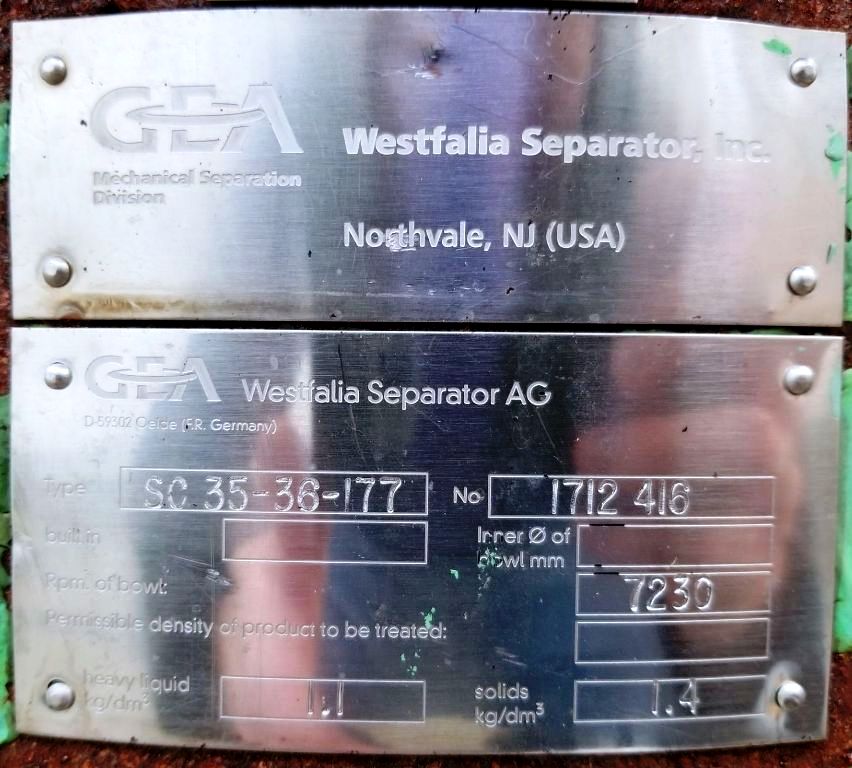 GEA
Mechanical Separation
Division
Westfalia Separator, Inc.
Northvale, NJ (USA)
GEA Westfalia Separator AG
D-59302 Oelde (F.R. Germany)
Type SC 35-36-177 No 1712 416
built in Inner Ø of
bowl mm
Rpm. of bowl: 7230
Permissible density of product to be treated:
heavy liquid
kg/dm³ 1.1
solids
kg/dm³ 1.4